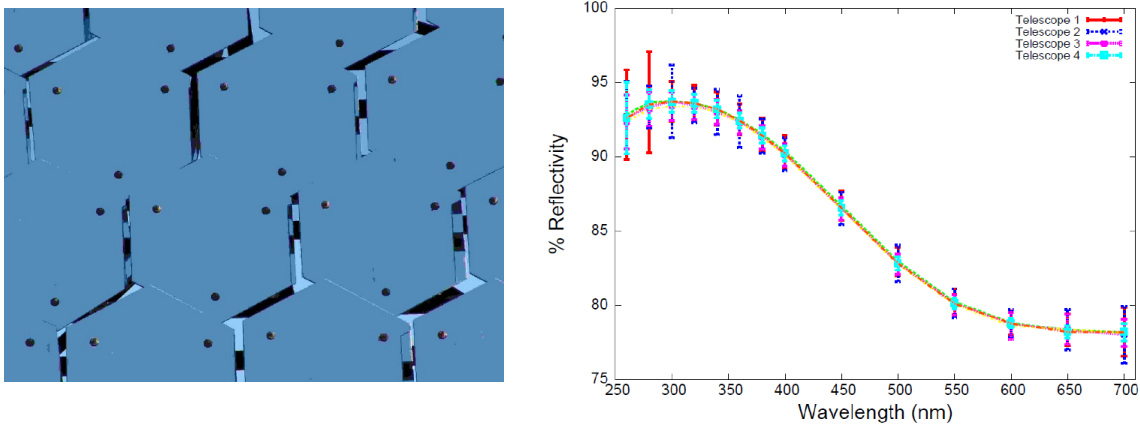 Telescope 1
Telescope 2
Telescope 3
Telescope 4
100
95
90
85
80
75
% Reflectivity
250 300 350 400 450 500 550 600 650 700
Wavelength (nm)